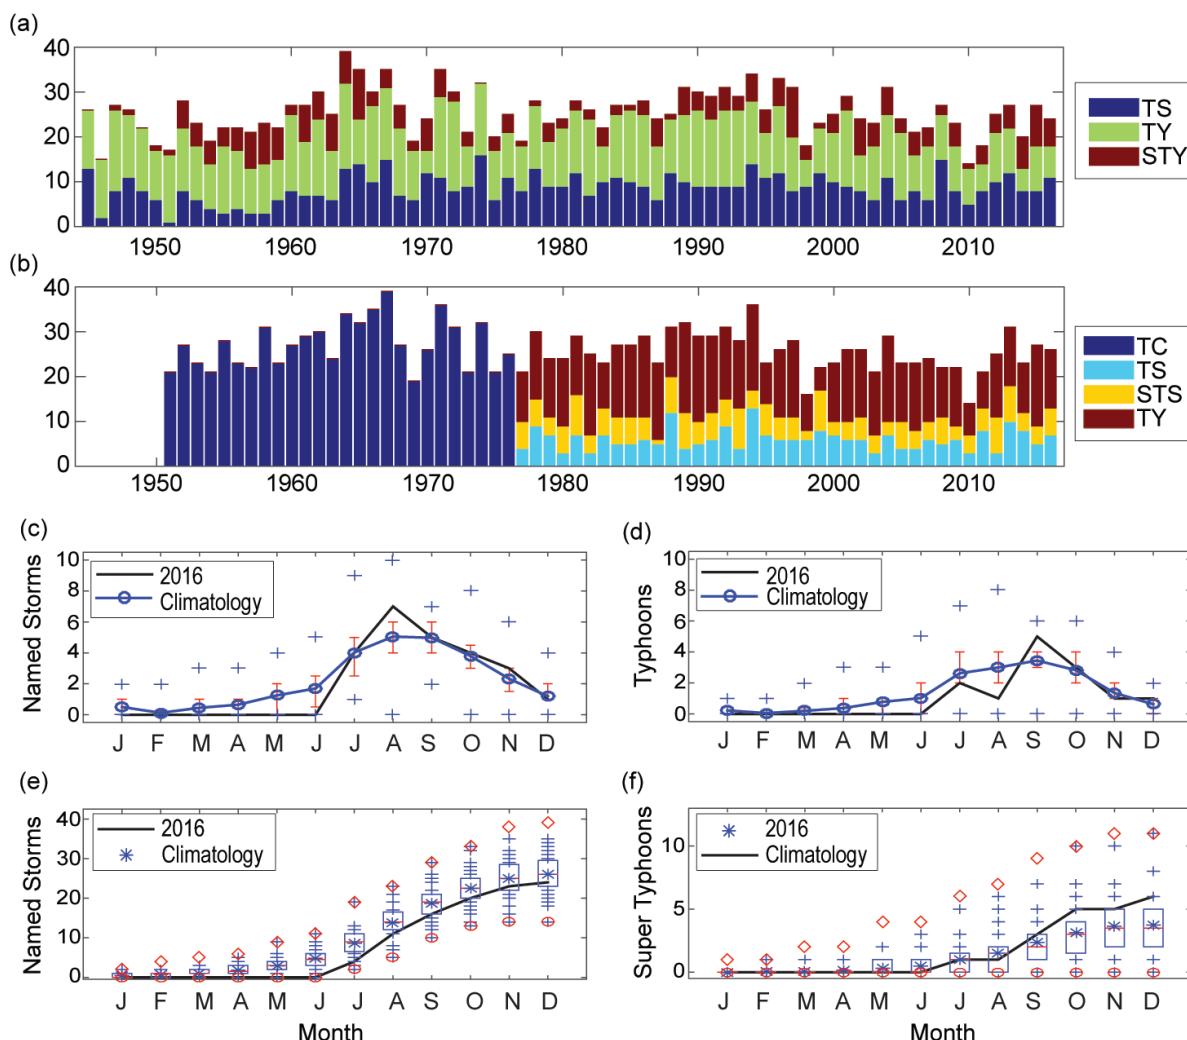 (a)
40
30
20
10
0
1950 1960 1970 1980 1990 2000 2010
TS
TY
STY
(b)
40
30
20
10
0
1950 1960 1970 1980 1990 2000 2010
TC
TS
STS
TY
(c)
Named Storms
10
8
6
4
2
0
2016
Climatology
J F M A M J J A S O N D
(d)
Typhoons
10
8
6
4
2
0
2016
Climatology
J F M A M J J A S O N D
(e)
Named Storms
40
30
20
10
0
2016
Climatology
J F M A M J J A S O N D
Month
(f)
Super Typhoons
10
5
0
2016
Climatology
J F M A M J J A S O N D
Month